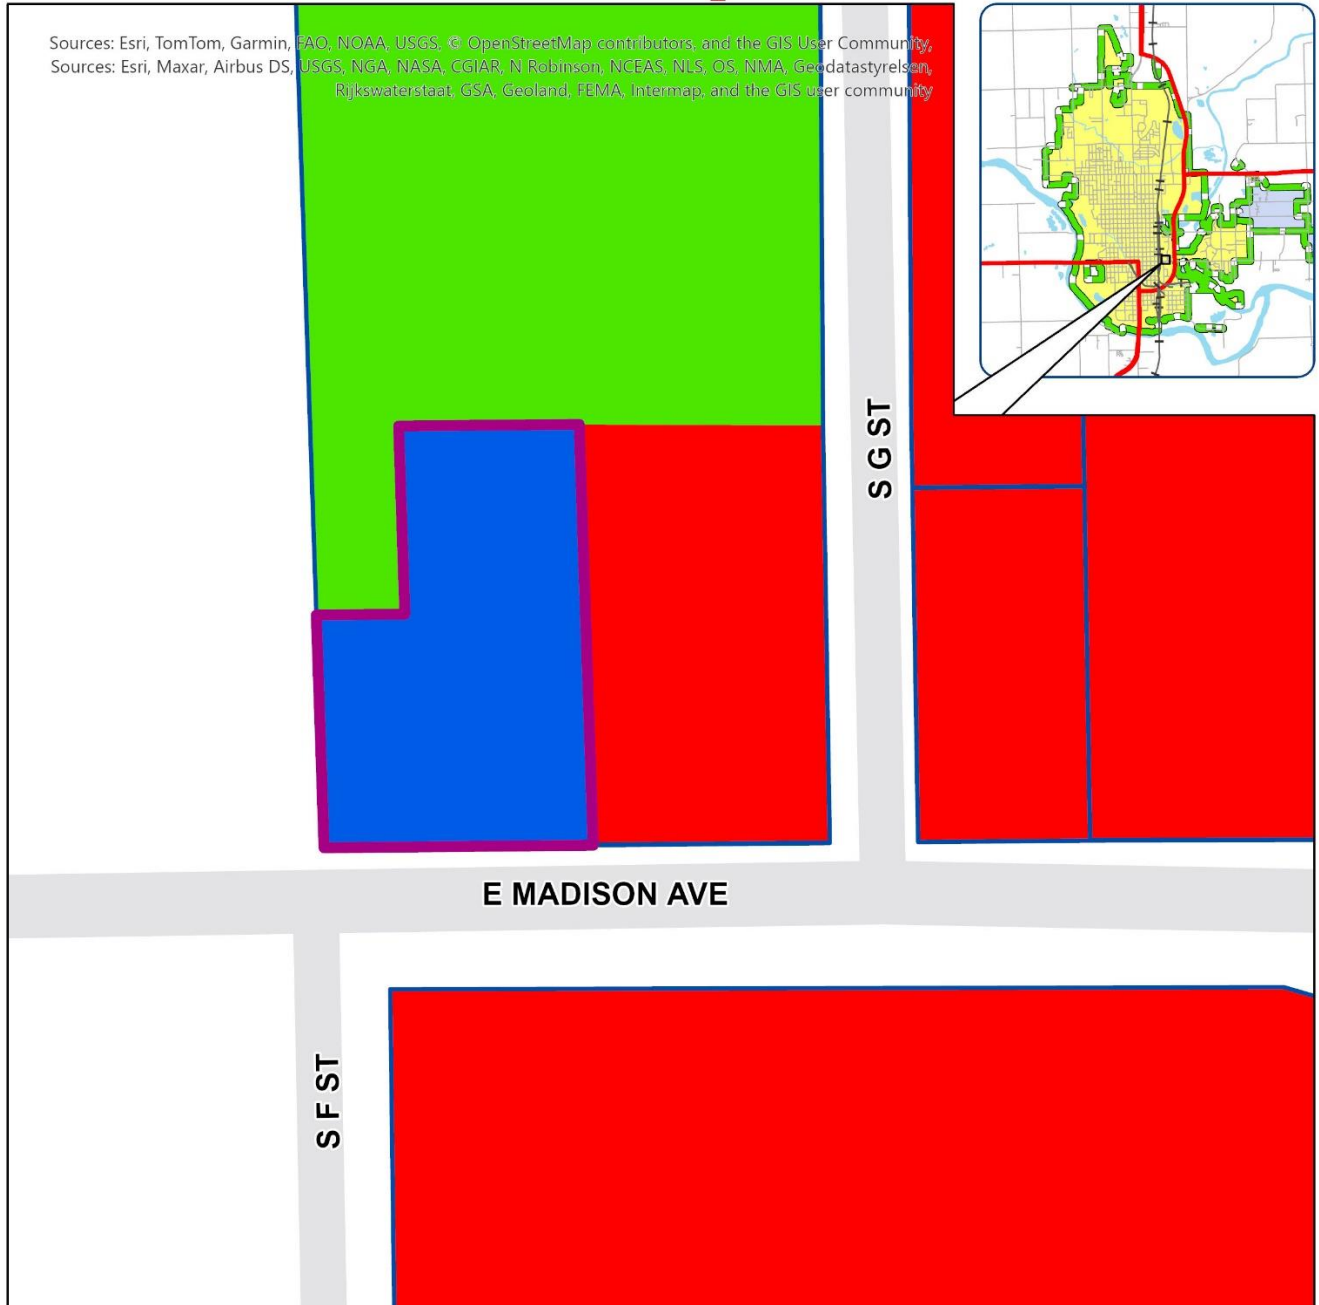 Sources: Esri, TomTom, Garmin, FAO, NOAA, USGS, © OpenStreetMap contributors, and the GIS User Community,
Sources: Esri, Maxar, Airbus DS, USGS, NGA, NASA, CGIAR, N Robinson, NCEAS, NLS, OS, NMA, Geodatastyrelsen,
Rijkswaterstaat, GSA, Geoland, FEMA, Intermap, and the GIS user community
S G ST
E MADISON AVE
S F ST